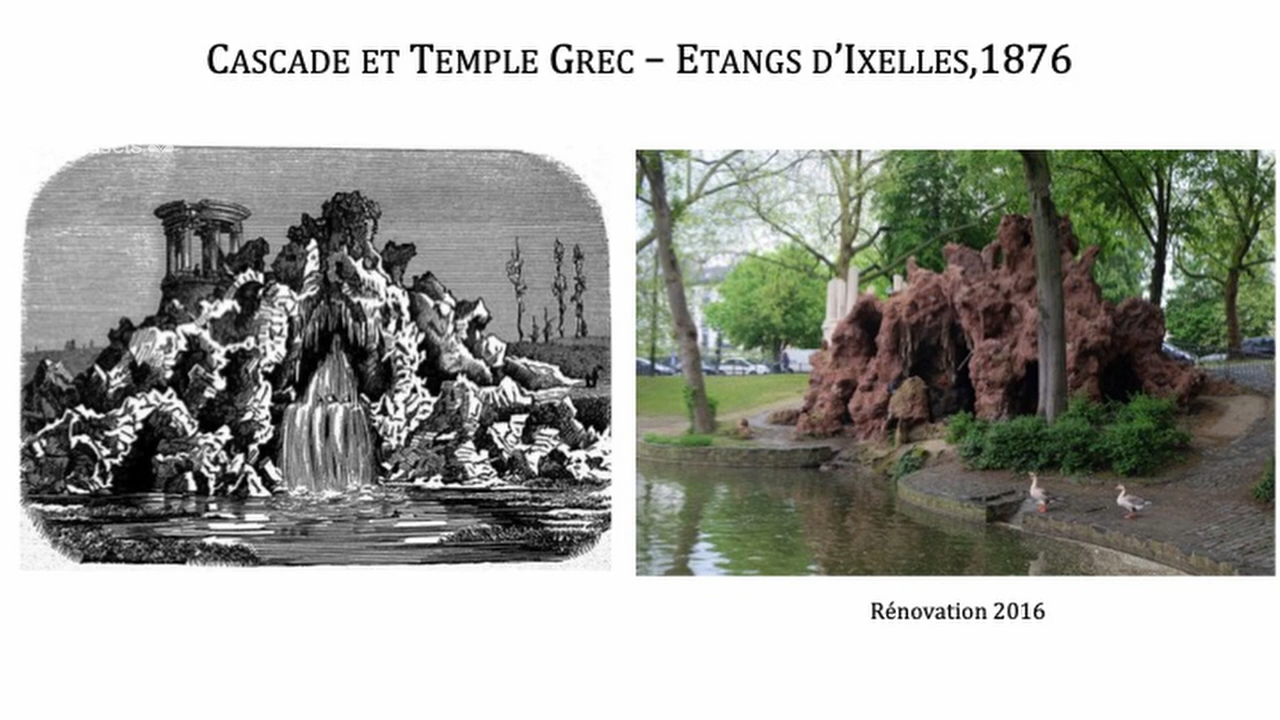 Cascade et Temple Grec – Etangs d'Ixelles,1876
Rénovation 2016